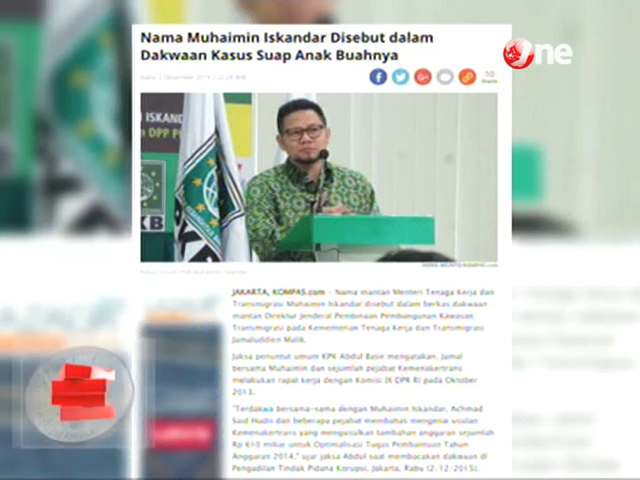 Nama Muhaimin Iskandar Disebut dalam
Dakwaan Kasus Suap Anak Buahnya
one
10
ISKAND
DPP P
KB
KB
JAKARTA, KOMPAS.com - Nama mantan Menteri Tenaga Kerja dan
Transmigrasi Muhaimin Iskandar disebut dalam berkas dakwaan
mantan Direktur Jenderal Pembinaan Pembangunan Kawasan
Transmigrasi pada Kementerian Tenaga Kerja dan Transmigrasi
Jamaluddien Malik.
Jaksa penuntut umum KPK Abdul Basir mengatakan, Jamal
bersama Muhaimin dan sejumlah pejabat Kemenakertrans
melakukan rapat kerja dengan Komisi IX DPR RI pada Oktober
2013.
"Terdakwa bersama-sama dengan Muhaimin Iskandar, Achmad
Said Hudri dan beberapa pejabat membahas mengenai usulan
Kemenakertrans yang mengusulkan tambahan anggaran sejumlah
Rp 610 miliar untuk Optimalisasi Tugas Pembantuan Tahun
Anggaran 2014," ujar jaksa Abdul saat membacakan dakwaan di
Pengadilan Tindak Pidana Korupsi, Jakarta, Rabu (2/12/2015).